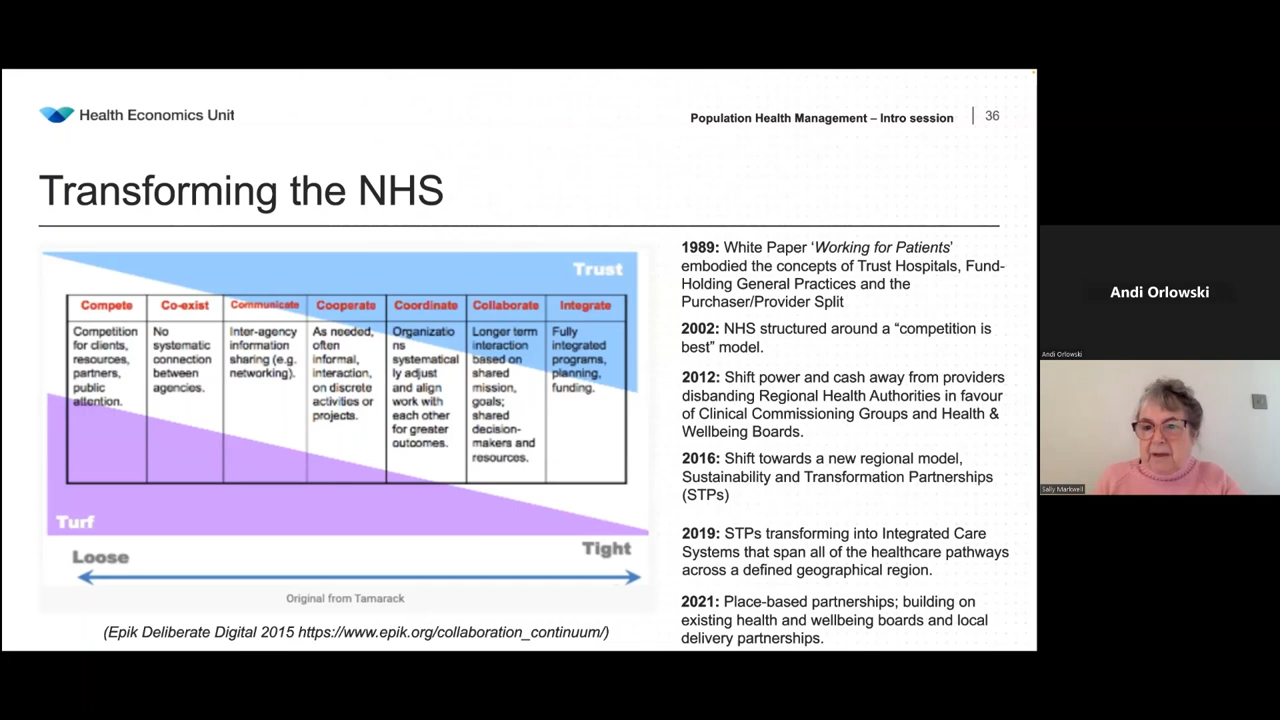 Health Economics Unit
Population Health Management – Intro session
36
Transforming the NHS
Trust
Compete
Co-exist
Communicate
Cooperate
Coordinate
Collaborate
Integrate
Competition
for clients,
resources,
partners,
public
attention.
No
systematic
connection
between
agencies.
Inter-agency
information
sharing (e.g.
networking).
As needed,
often
informal,
interaction,
on discrete
activities or
projects.
Organizatio
ns
systematical
ly adjust
and align
work with
each other
for greater
outcomes.
Longer term
interaction
based on
shared
mission,
goals;
shared
decision-
makers and
resources.
Fully
integrated
programs,
planning,
funding.
Turf
Loose
Tight
Original from Tamarack
(Epik Deliberate Digital 2015 https://www.epik.org/collaboration_continuum/)
1989: White Paper ‘Working for Patients’
embodied the concepts of Trust Hospitals, Fund-
Holding General Practices and the
Purchaser/Provider Split
2002: NHS structured around a “competition is
best” model.
2012: Shift power and cash away from providers
disbanding Regional Health Authorities in favour
of Clinical Commissioning Groups and Health &
Wellbeing Boards.
2016: Shift towards a new regional model,
Sustainability and Transformation Partnerships
(STPs)
2019: STPs transforming into Integrated Care
Systems that span all of the healthcare pathways
across a defined geographical region.
2021: Place-based partnerships; building on
existing health and wellbeing boards and local
delivery partnerships.
Andi Orlowski
Andi Orlowski
Sally Markwell